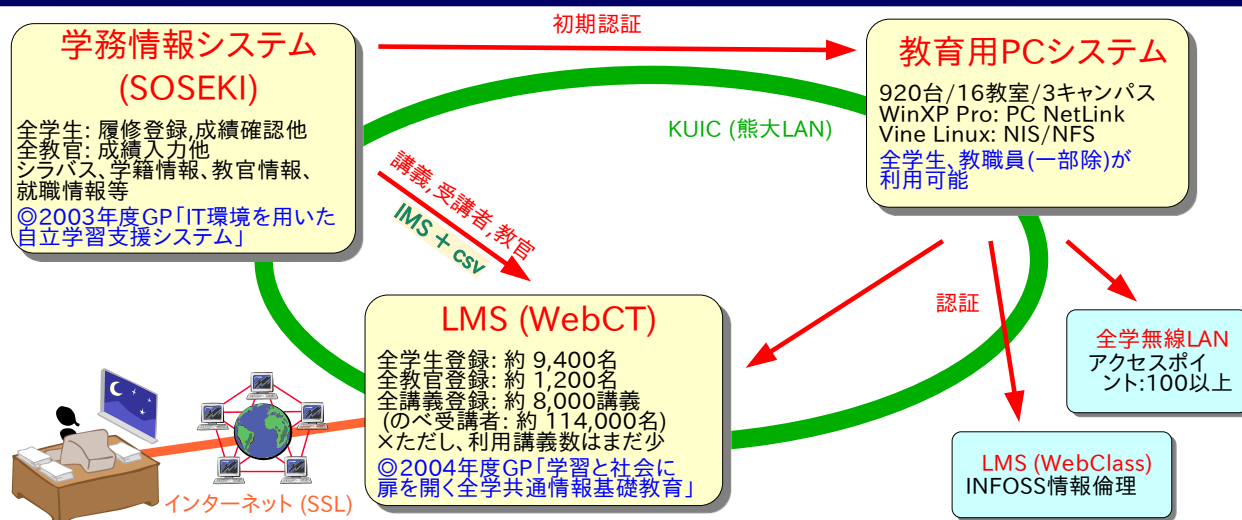 初期認証
学務情報システム
(SOSEKI)
全学生: 履修登録,成績確認他
全教官: 成績入力他
シラバス、学籍情報、教官情報、
就職情報等
◎2003年度GP「IT環境を用いた
自立学習支援システム」
教育用PCシステム
920台/16教室/3キャンパス
WinXP Pro: PC NetLink
Vine Linux: NIS/NFS
全学生、教職員(一部除)が
利用可能
KUIC (熊大LAN)
講義,受講者,教官
IMS + csv
LMS (WebCT)
全学生登録: 約 9,400名
全教官登録: 約 1,200名
全講義登録: 約 8,000講義
(のべ受講者: 約 114,000名)
×ただし、利用講義数はまだ少
◎2004年度GP「学習と社会に
扉を開く全学共通情報基礎教育」
認証
全学無線LAN
アクセスポイ
ント:100以上
LMS (WebClass)
INFOSS情報倫理
インターネット (SSL)